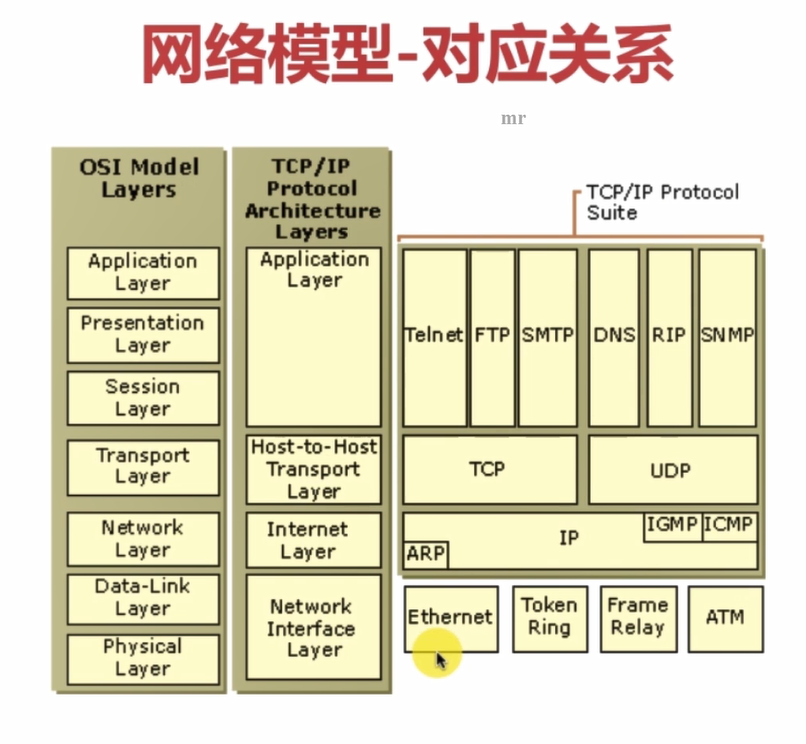 网络模型-对应关系
mr
OSI Model
Layers
Application
Layer
Presentation
Layer
Session
Layer
Transport
Layer
Network
Layer
Data-Link
Layer
Physical
Layer
TCP/IP
Protocol
Architecture
Layers
Application
Layer
Host-to-Host
Transport
Layer
Internet
Layer
Network
Interface
Layer
TCP/IP Protocol
Suite
Telnet
FTP
SMTP
DNS
RIP
SNMP
TCP
UDP
IP
IGMP
ICMP
ARP
Ethernet
Token
Ring
Frame
Relay
ATM